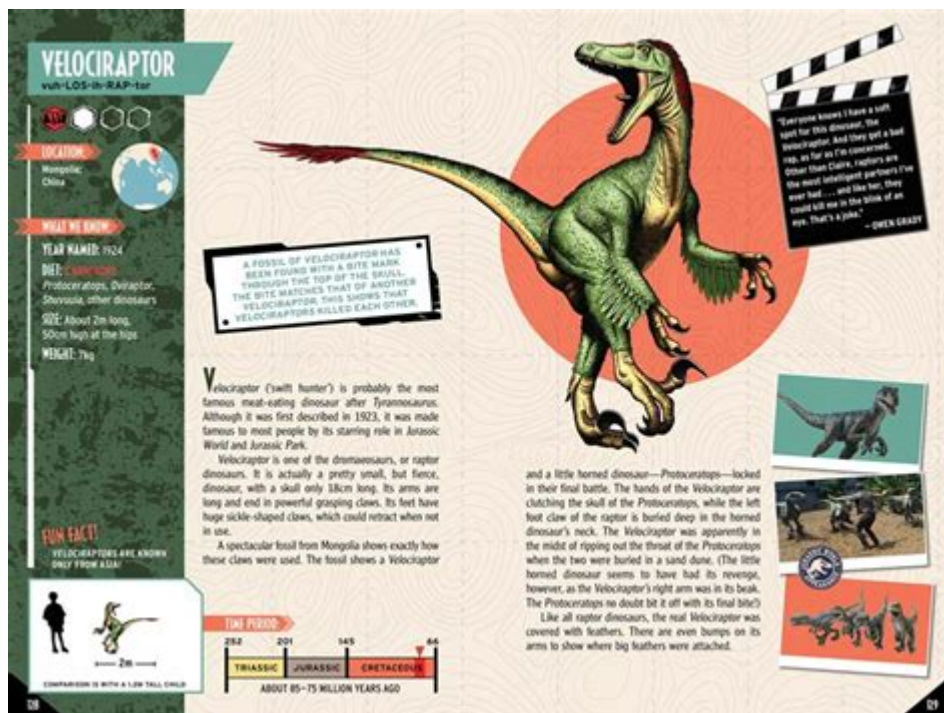 VELOCIRAPTOR
vuh-LOS-ih-RAP-tor
LOCATION:
Mongolia;
China
WHAT WE KNOW:
YEAR NAMED: 1924
DIET: CARNIVORE
Protoceratops, Oviraptor,
Shuvuuia, other dinosaurs
SIZE: About 2m long,
50cm high at the hips
WEIGHT: 7kg
FUN FACT!
VELOCIRAPTORS ARE KNOWN
ONLY FROM ASIA!
2m
COMPARISON IS WITH A 1.2M TALL CHILD
128
A FOSSIL OF VELOCIRAPTOR HAS
BEEN FOUND WITH A BITE MARK
THROUGH THE TOP OF THE SKULL.
THE BITE MATCHES THAT OF ANOTHER
VELOCIRAPTOR. THIS SHOWS THAT
VELOCIRAPTORS KILLED EACH OTHER.
Velociraptor ('swift hunter') is probably the most
famous meat-eating dinosaur after Tyrannosaurus.
Although it was first described in 1923, it was made
famous to most people by its starring role in Jurassic
World and Jurassic Park.
Velociraptor is one of the dromaeosaurs, or raptor
dinosaurs. It is actually a pretty small, but fierce,
dinosaur, with a skull only 18cm long. Its arms are
long and end in powerful grasping claws. Its feet have
huge sickle-shaped claws, which could retract when not
in use.
A spectacular fossil from Mongolia shows exactly how
these claws were used. The fossil shows a Velociraptor
TIME PERIOD:
252 201 145 66
TRIASSIC JURASSIC CRETACEOUS
ABOUT 85–75 MILLION YEARS AGO
"Everyone knows I have a soft
spot for this dinosaur, the
Velociraptor. And they get a bad
rap, as far as I'm concerned.
Other than Claire, raptors are
the most intelligent partners I've
ever had . . . and like her, they
could kill me in the blink of an
eye. That's a joke."
—OWEN GRADY
and a little horned dinosaur—Protoceratops—locked
in their final battle. The hands of the Velociraptor are
clutching the skull of the Protoceratops, while the left
foot claw of the raptor is buried deep in the horned
dinosaur's neck. The Velociraptor was apparently in
the midst of ripping out the throat of the Protoceratops
when the two were buried in a sand dune. (The little
horned dinosaur seems to have had its revenge,
however, as the Velociraptor's right arm was in its beak.
The Protoceratops no doubt bit it off with its final bite!)
Like all raptor dinosaurs, the real Velociraptor was
covered with feathers. There are even bumps on its
arms to show where big feathers were attached.
129